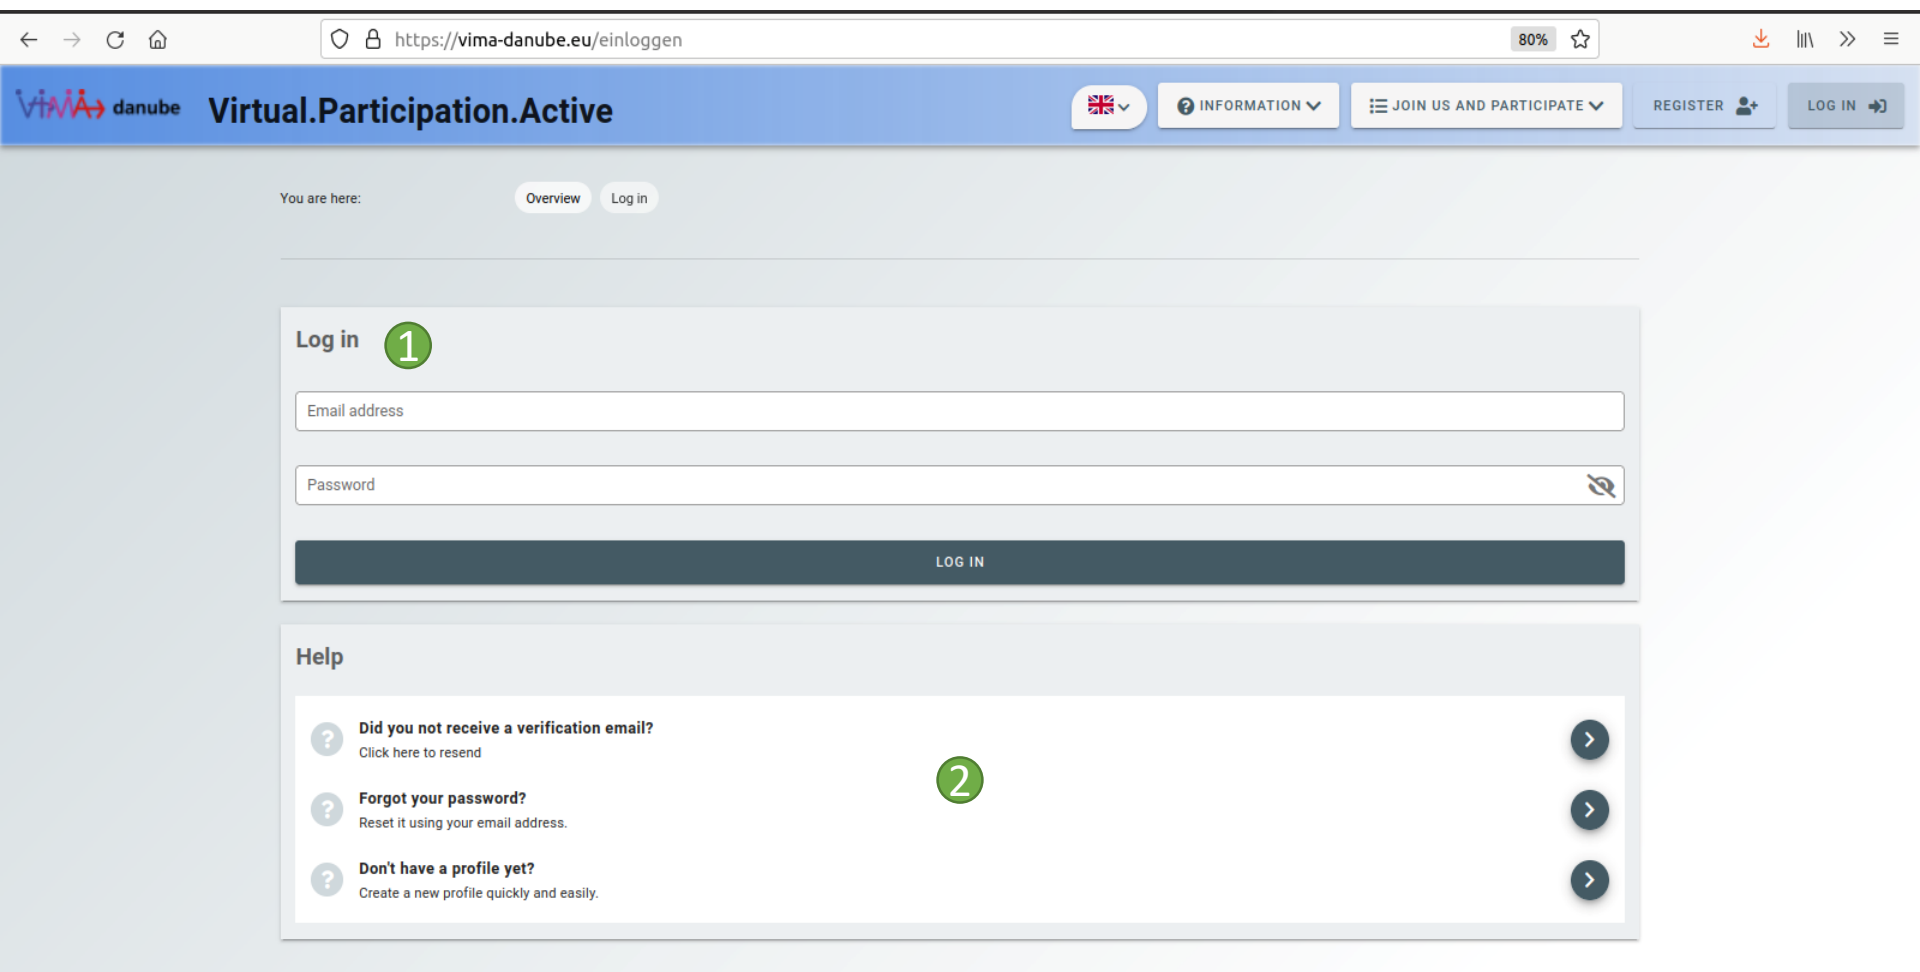 https://vima-danube.eu/einloggen 80%
ViMA danube Virtual.Participation.Active INFORMATION JOIN US AND PARTICIPATE REGISTER LOG IN
You are here: Overview Log in
Log in 1
Email address
Password
LOG IN
Help
Did you not receive a verification email?
Click here to resend
2
Forgot your password?
Reset it using your email address.
Don't have a profile yet?
Create a new profile quickly and easily.